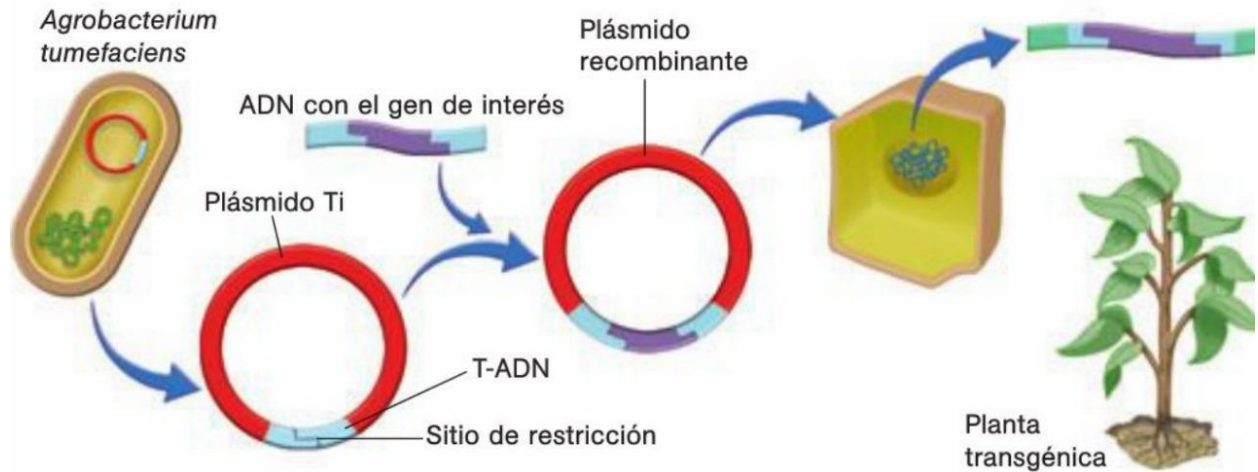 Agrobacterium
tumefaciens
ADN con el gen de interés
Plásmido
recombinante
Plásmido Ti
T-ADN
Sitio de restricción
Planta
transgénica